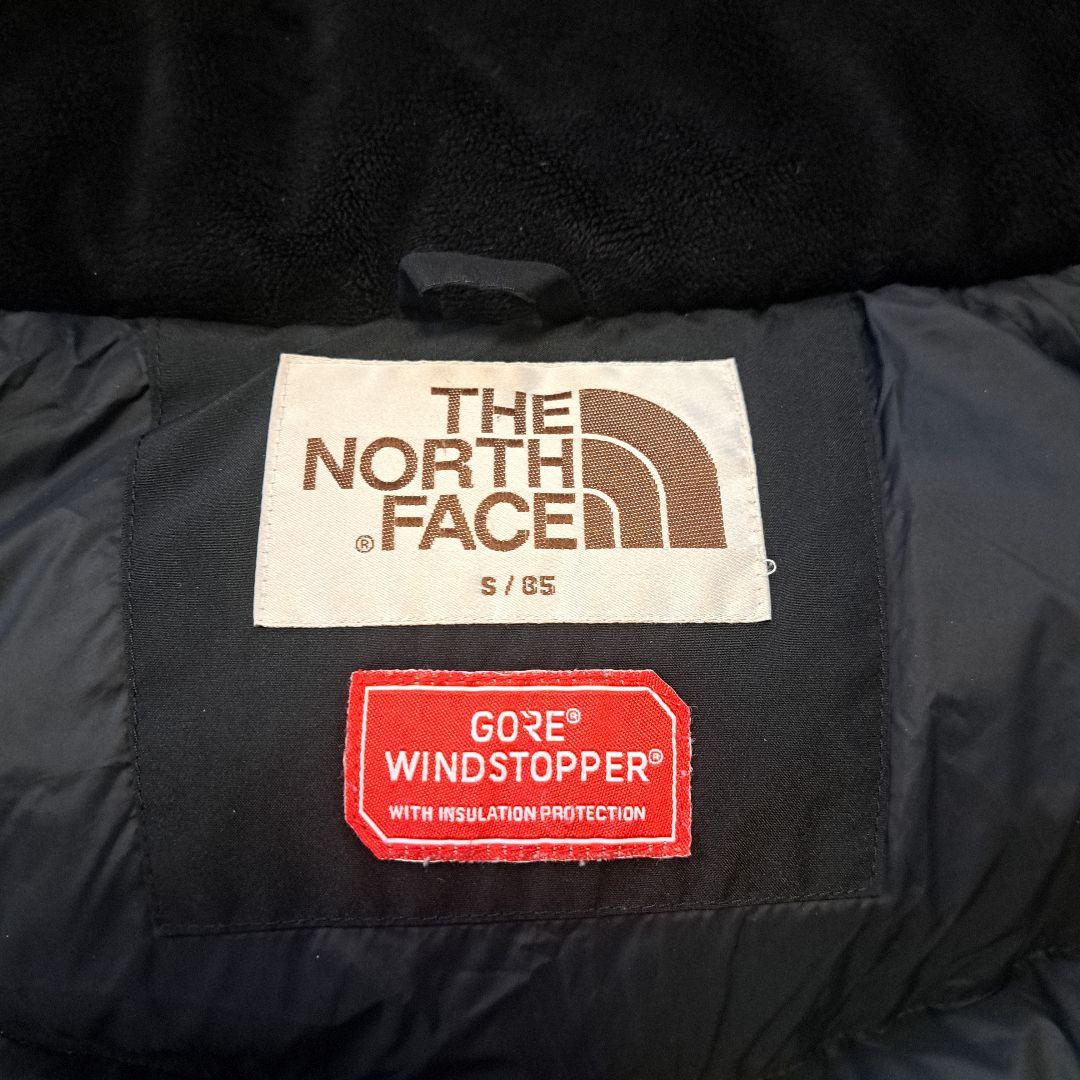 THE
NORTH
® FACE
S / 85
GORE®
WINDSTOPPER®
WITH INSULATION PROTECTION